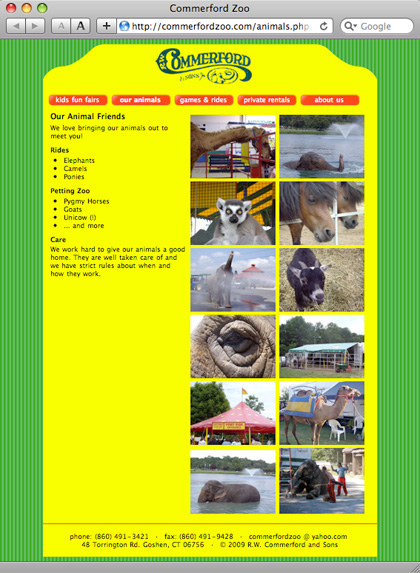 Commerford Zoo
A A + http://commerfordzoo.com/animals.php Google
COMMERFORD
& SONS
kids fun fairs our animals games & rides private rentals about us
Our Animal Friends
We love bringing our animals out to
meet you!
Rides
• Elephants
• Camels
• Ponies
Petting Zoo
• Pygmy Horses
• Goats
• Unicow (!)
• ... and more
Care
We work hard to give our animals a good
home. They are well taken care of and
we have strict rules about when and
how they work.
phone: (860) 491-3421 - fax: (860) 491-9428 - commerfordzoo @ yahoo.com
48 Torrington Rd. Goshen, CT 06756 - © 2009 R.W. Commerford and Sons